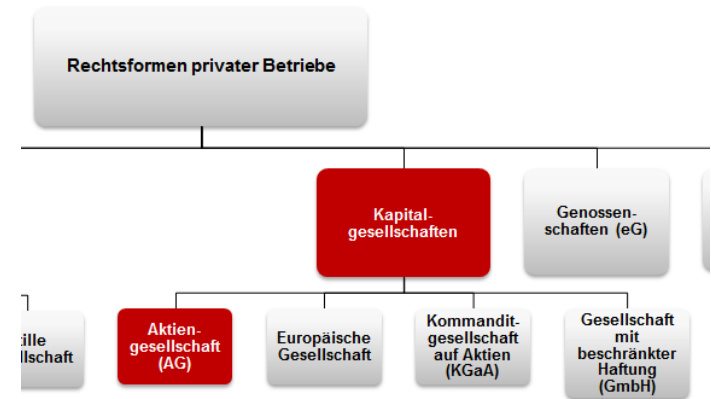 Rechtsformen privater Betriebe
Kapital-
gesellschaften
Genossen-
schaften (eG)
Aktien-
gesellschaft
(AG)
Europäische
Gesellschaft
Kommandit-
gesellschaft
auf Aktien
(KGaA)
Gesellschaft
mit
beschränkter
Haftung
(GmbH)